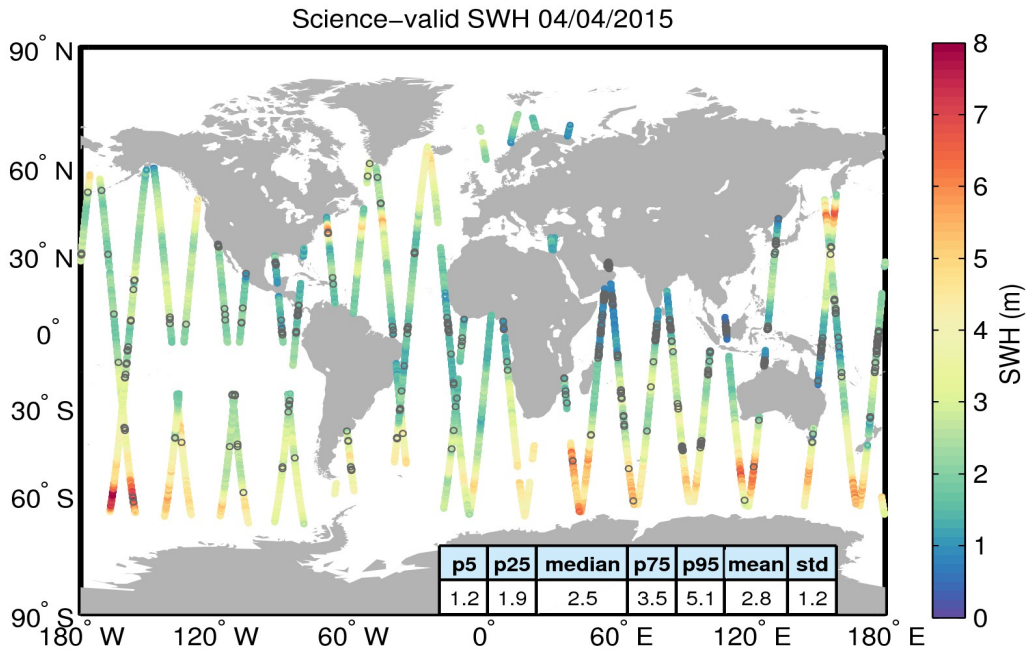 Science−valid SWH 04/04/2015
90° N
60° N
30° N
0°
30° S
60° S
90° S
180° W
120° W
60° W
0°
60° E
120° E
180° E
p5 p25 median p75 p95 mean std
1.2 1.9 2.5 3.5 5.1 2.8 1.2
8
7
6
5
4
3
2
1
0
SWH (m)